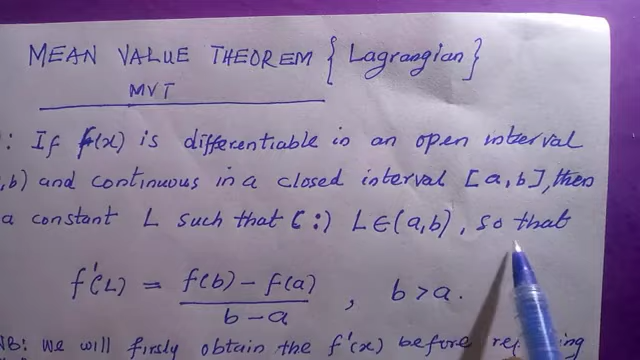 MEAN VALUE THEOREM { Lagrangian }
MVT
: If f(x) is differentiable in an open interval
,b) and continuous in a closed interval [a,b], then
a constant L such that (:) L∈(a,b), so that
f'(L) = f(b) - f(a) / b - a , b > a.
NB: We will firstly obtain the f'(x) before